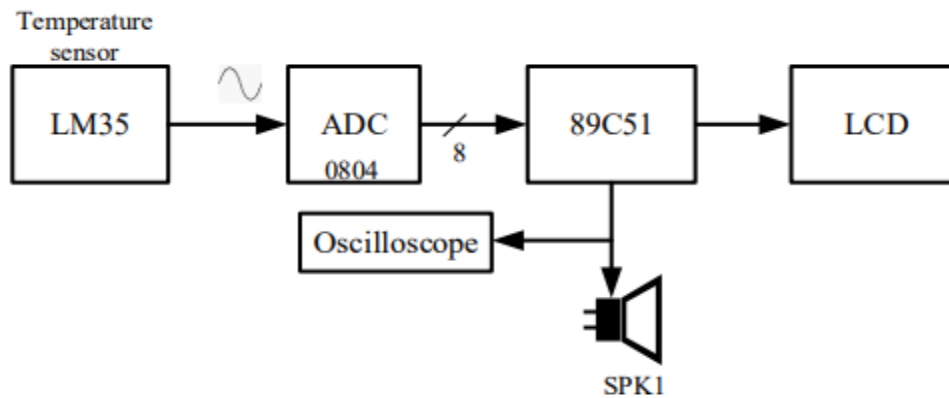 Temperature
sensor
LM35
ADC
0804
8
89C51
LCD
Oscilloscope
SPK1